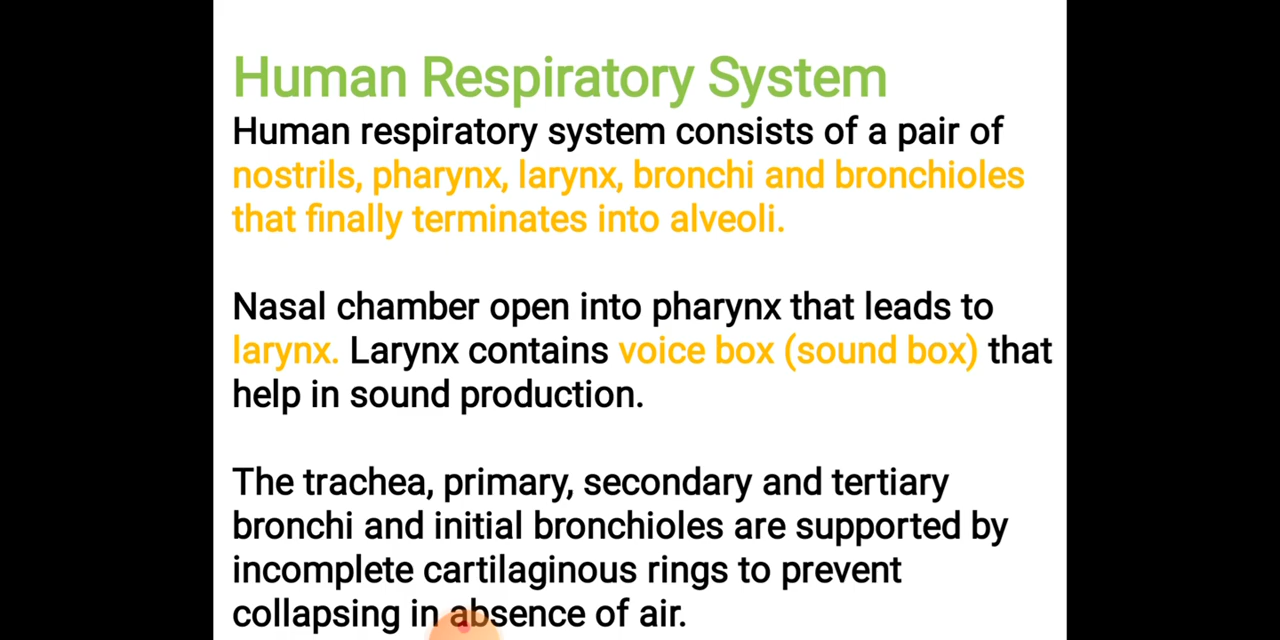 Human Respiratory System
Human respiratory system consists of a pair of
nostrils, pharynx, larynx, bronchi and bronchioles
that finally terminates into alveoli.
Nasal chamber open into pharynx that leads to
larynx. Larynx contains voice box (sound box) that
help in sound production.
The trachea, primary, secondary and tertiary
bronchi and initial bronchioles are supported by
incomplete cartilaginous rings to prevent
collapsing in absence of air.